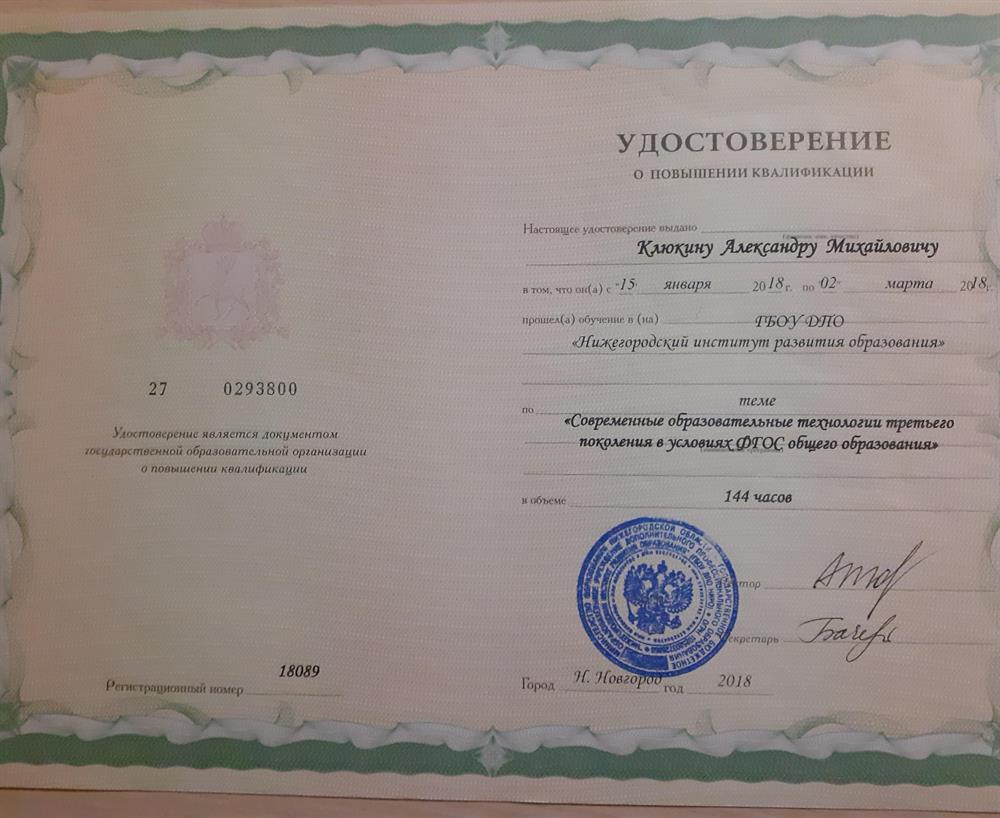 27 0293800
Удостоверение является документом
государственной образовательной организации
о повышении квалификации
Регистрационный номер 18089
УДОСТОВЕРЕНИЕ
О ПОВЫШЕНИИ КВАЛИФИКАЦИИ
Настоящее удостоверение выдано
Клюкину Александру Михайловичу
в том, что он(а) с -15- января 2018 г. по 02- марта 2018 г.
прошел(а) обучение в (на) ГБОУ ДПО
«Нижегородский институт развития образования»
по теме
«Современные образовательные технологии третьего
поколения в условиях ФГОС общего образования»
в объеме 144 часов
секретарь
Город Н. Новгород год 2018